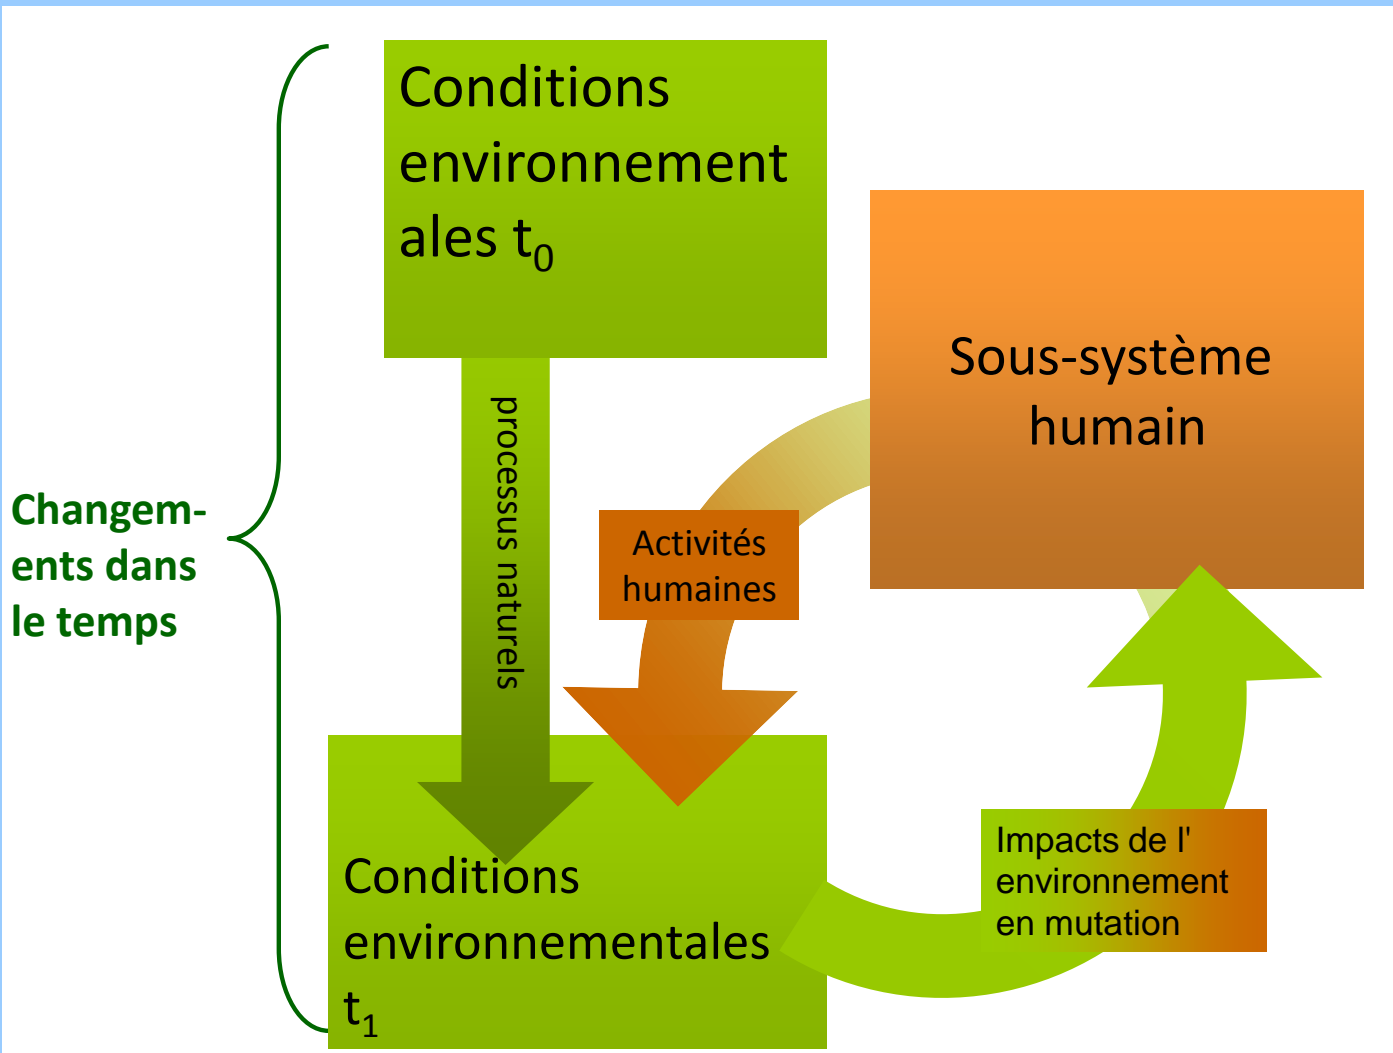 Conditions
environnement
ales t₀
Sous-système
humain
processus naturels
Changem-
ents dans
le temps
Activités
humaines
Impacts de l'
environnement
en mutation
Conditions
environnementales
t₁